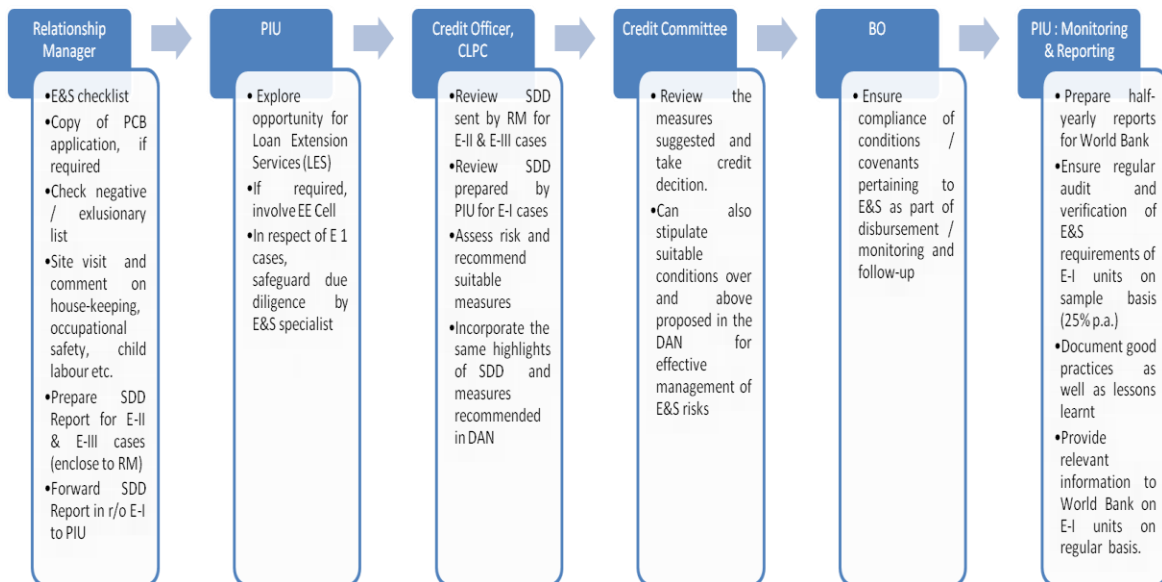 Relationship
Manager
•E&S checklist
•Copy of PCB
application, if
required
•Check negative
/ exlusionary
list
•Site visit and
comment on
house-keeping,
occupational
safety, child
labour etc.
•Prepare SDD
Report for E-II
& E-III cases
(enclose to RM)
•Forward SDD
Report in r/o E-I
to PIU
PIU
• Explore
opportunity for
Loan Extension
Services (LES)
•If required,
involve EE Cell
•In respect of E 1
cases,
safeguard due
diligence by
E&S specialist
Credit Officer,
CLPC
•Review SDD
sent by RM for
E-II & E-III cases
•Review SDD
prepared by
PIU for E-I cases
•Assess risk and
recommend
suitable
measures
•Incorporate the
same highlights
of SDD and
measures
recommended
in DAN
Credit Committee
• Review the
measures
suggested and
take credit
decition.
•Can also
stipulate
suitable
conditions over
and above
proposed in the
DAN for
effective
management of
E&S risks
BO
• Ensure
compliance of
conditions /
covenants
pertaining to
E&S as part of
disbursement /
monitoring and
follow-up
PIU : Monitoring
& Reporting
• Prepare half-
yearly reports
for World Bank
•Ensure regular
audit and
verification of
E&S
requirements of
E-I units on
sample basis
(25% p.a.)
•Document good
practices as
well as lessons
learnt
•Provide
relevant
information to
World Bank on
E-I units on
regular basis.